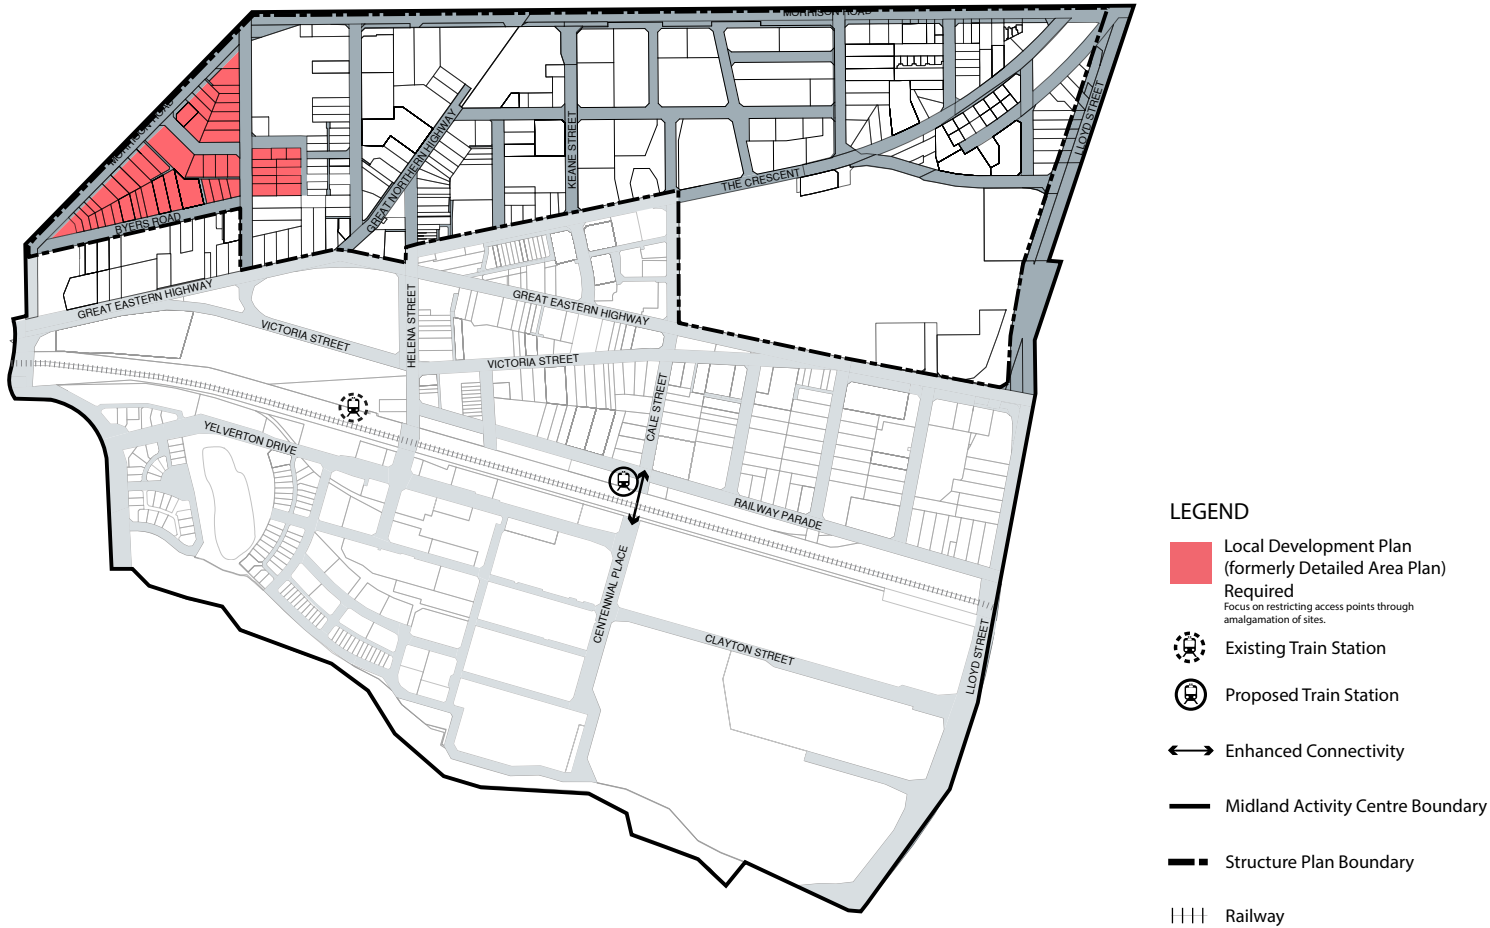 MORRISON ROAD
MORRISON ROAD
LLOYD STREET
GREAT NORTHERN HIGHWAY
KEANE STREET
THE CRESCENT
BYERS ROAD
GREAT EASTERN HIGHWAY
VICTORIA STREET
HELENA STREET
GREAT EASTERN HIGHWAY
VICTORIA STREET
CALE STREET
YELVERTON DRIVE
RAILWAY PARADE
CENTENNIAL PLACE
CLAYTON STREET
LLOYD STREET
LEGEND
Local Development Plan
(formerly Detailed Area Plan)
Required
Focus on restricting access points through
amalgamation of sites.
Existing Train Station
Proposed Train Station
Enhanced Connectivity
Midland Activity Centre Boundary
Structure Plan Boundary
Railway